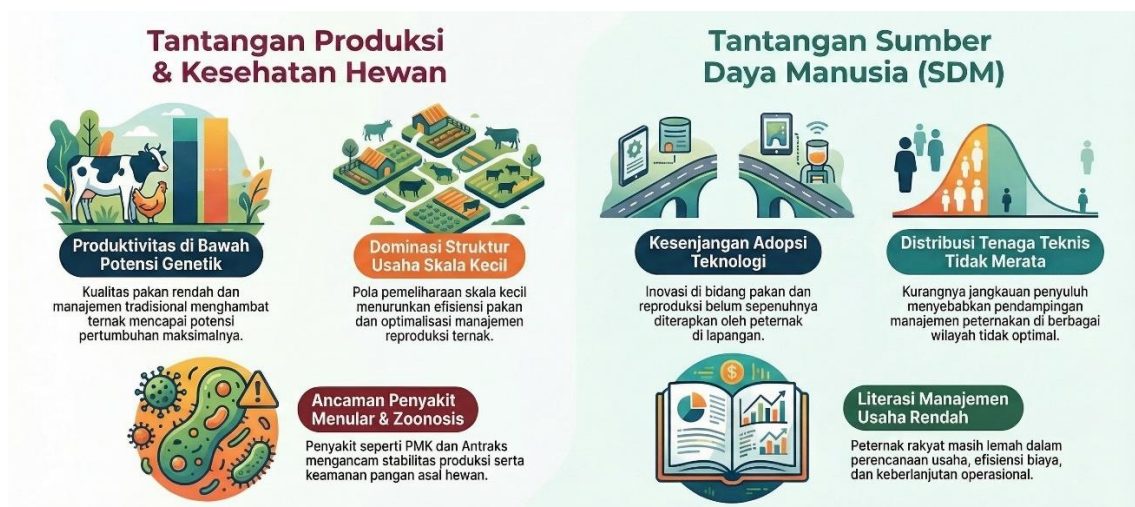 Tantangan Produksi
& Kesehatan Hewan
Produktivitas di Bawah
Potensi Genetik
Kualitas pakan rendah dan
manajemen tradisional menghambat
ternak mencapai potensi
pertumbuhan maksimalnya.
Dominasi Struktur
Usaha Skala Kecil
Pola pemeliharaan skala kecil
menurunkan efisiensi pakan
dan optimalisasi manajemen
reproduksi ternak.
Ancaman Penyakit
Menular & Zoonosis
Penyakit seperti PMK dan Antraks
mengancam stabilitas produksi serta
keamanan pangan asal hewan.
Tantangan Sumber
Daya Manusia (SDM)
Kesenjangan Adopsi
Teknologi
Inovasi di bidang pakan dan
reproduksi belum sepenuhnya
diterapkan oleh peternak
di lapangan.
Distribusi Tenaga Teknis
Tidak Merata
Kurangnya jangkauan penyuluh
menyebabkan pendampingan
manajemen peternakan di berbagai
wilayah tidak optimal.
Literasi Manajemen
Usaha Rendah
Peternak rakyat masih lemah dalam
perencanaan usaha, efisiensi biaya,
dan keberlanjutan operasional.